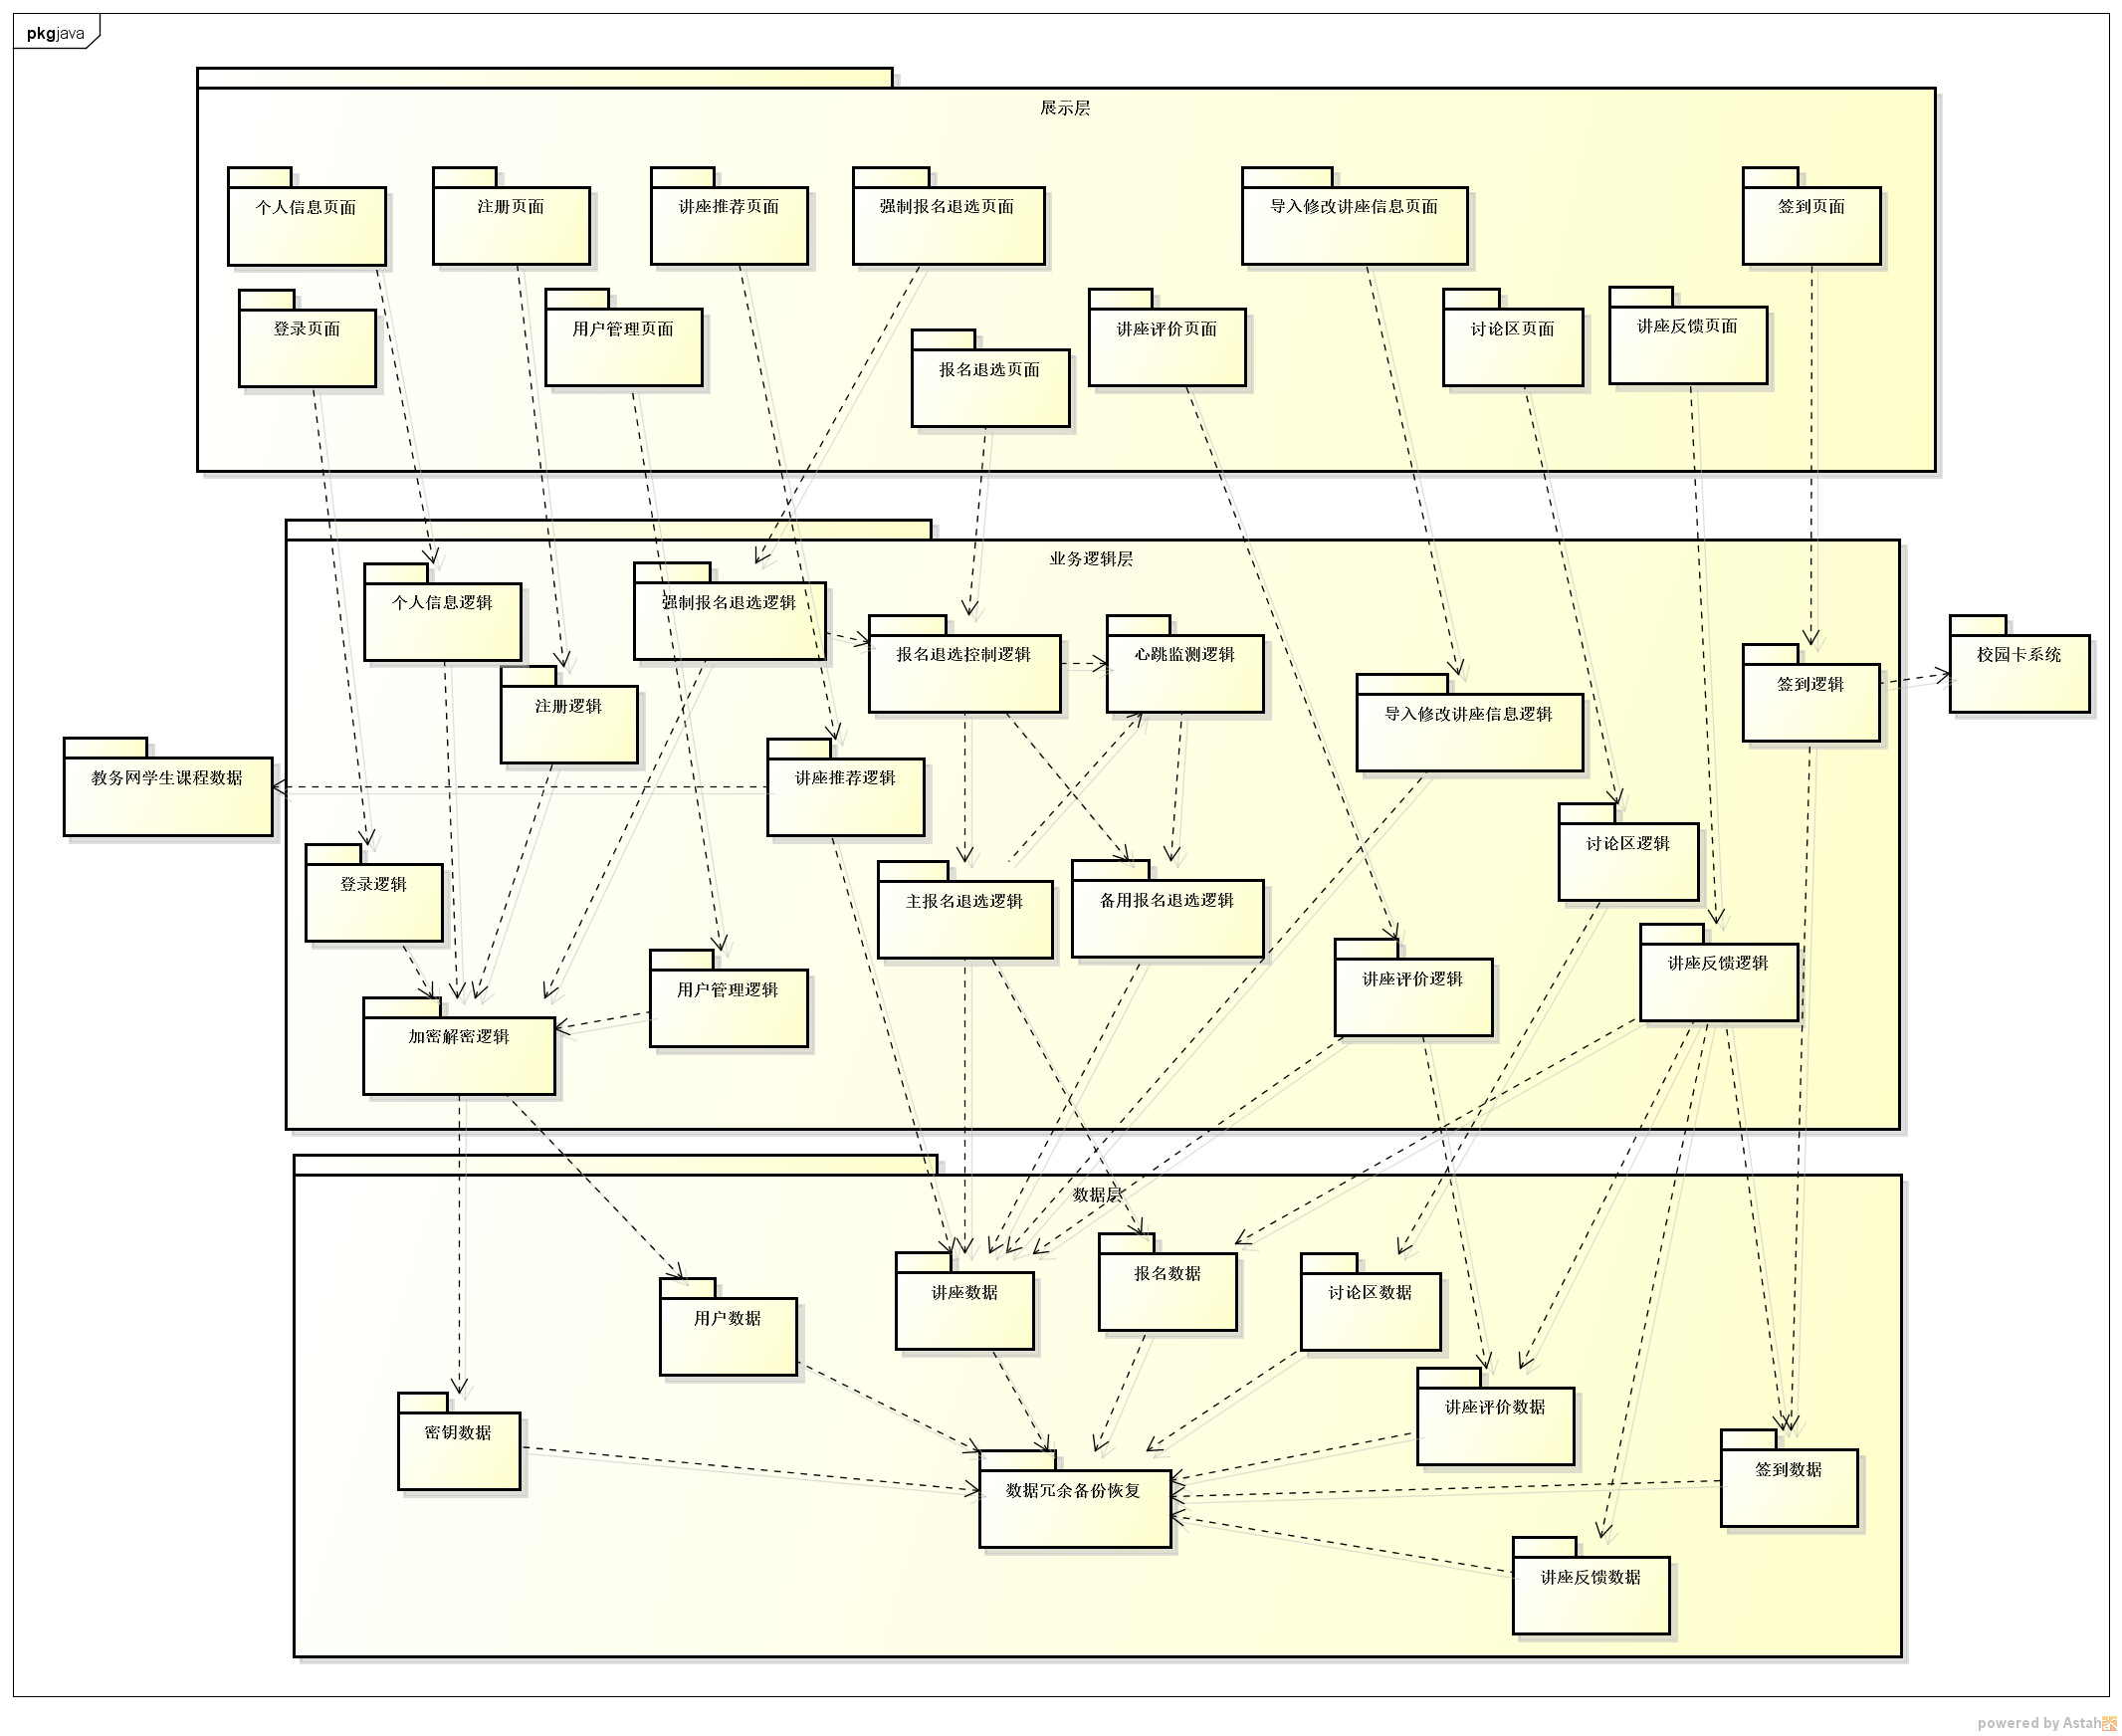 pkg java
展示层
个人信息页面
注册页面
讲座推荐页面
强制报名退选页面
导入修改讲座信息页面
签到页面
登录页面
用户管理页面
报名退选页面
讲座评价页面
讨论区页面
讲座反馈页面
业务逻辑层
个人信息逻辑
强制报名退选逻辑
报名退选控制逻辑
心跳监测逻辑
校园卡系统
注册逻辑
导入修改讲座信息逻辑
签到逻辑
教务网学生课程数据
讲座推荐逻辑
讨论区逻辑
登录逻辑
主报名退选逻辑
备用报名退选逻辑
讲座反馈逻辑
用户管理逻辑
讲座评价逻辑
加密解密逻辑
数据层
报名数据
讲座数据
讨论区数据
用户数据
讲座评价数据
密钥数据
签到数据
数据冗余备份恢复
讲座反馈数据
powered by Astah